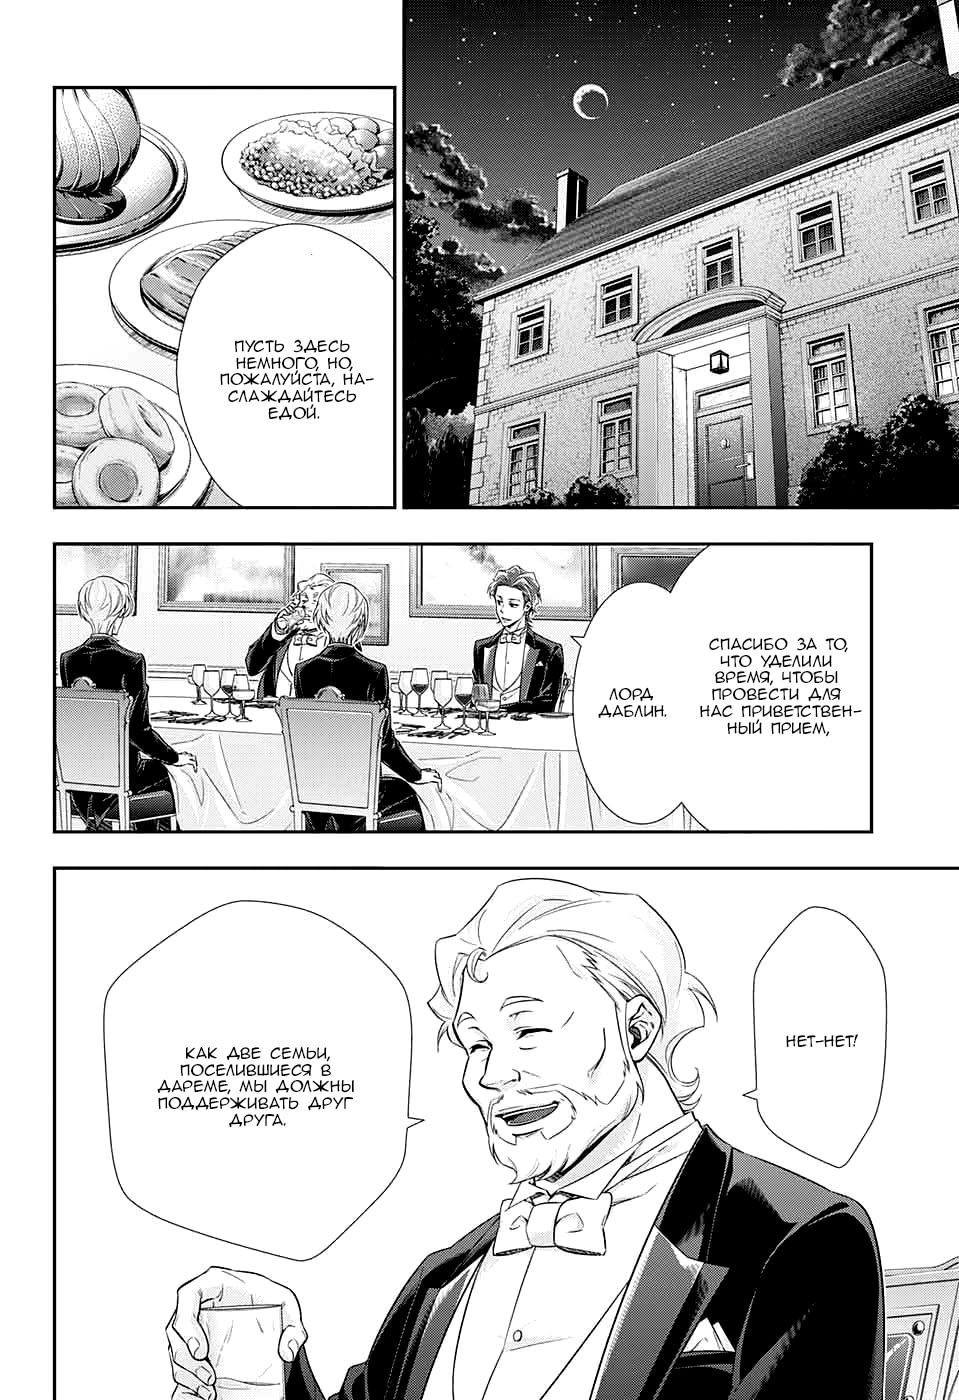 ПУСТЬ ЗДЕСЬ
НЕМНОГО, НО,
ПОЖАЛУЙСТА, НА-
СЛАЖДАЙТЕСЬ
ЕДОЙ.
СПАСИБО ЗА ТО,
ЧТО УДЕЛИЛИ
ВРЕМЯ, ЧТОБЫ
ПРОВЕСТИ ДЛЯ
НАС ПРИВЕТСТВЕН-
НЫЙ ПРИЕМ,
ЛОРД
ДАБЛИН.
НЕТ-НЕТ!
КАК ДВЕ СЕМЬИ,
ПОСЕЛИВШИЕСЯ В
ДАРЕМЕ, МЫ ДОЛЖНЫ
ПОДДЕРЖИВАТЬ ДРУГ
ДРУГА.